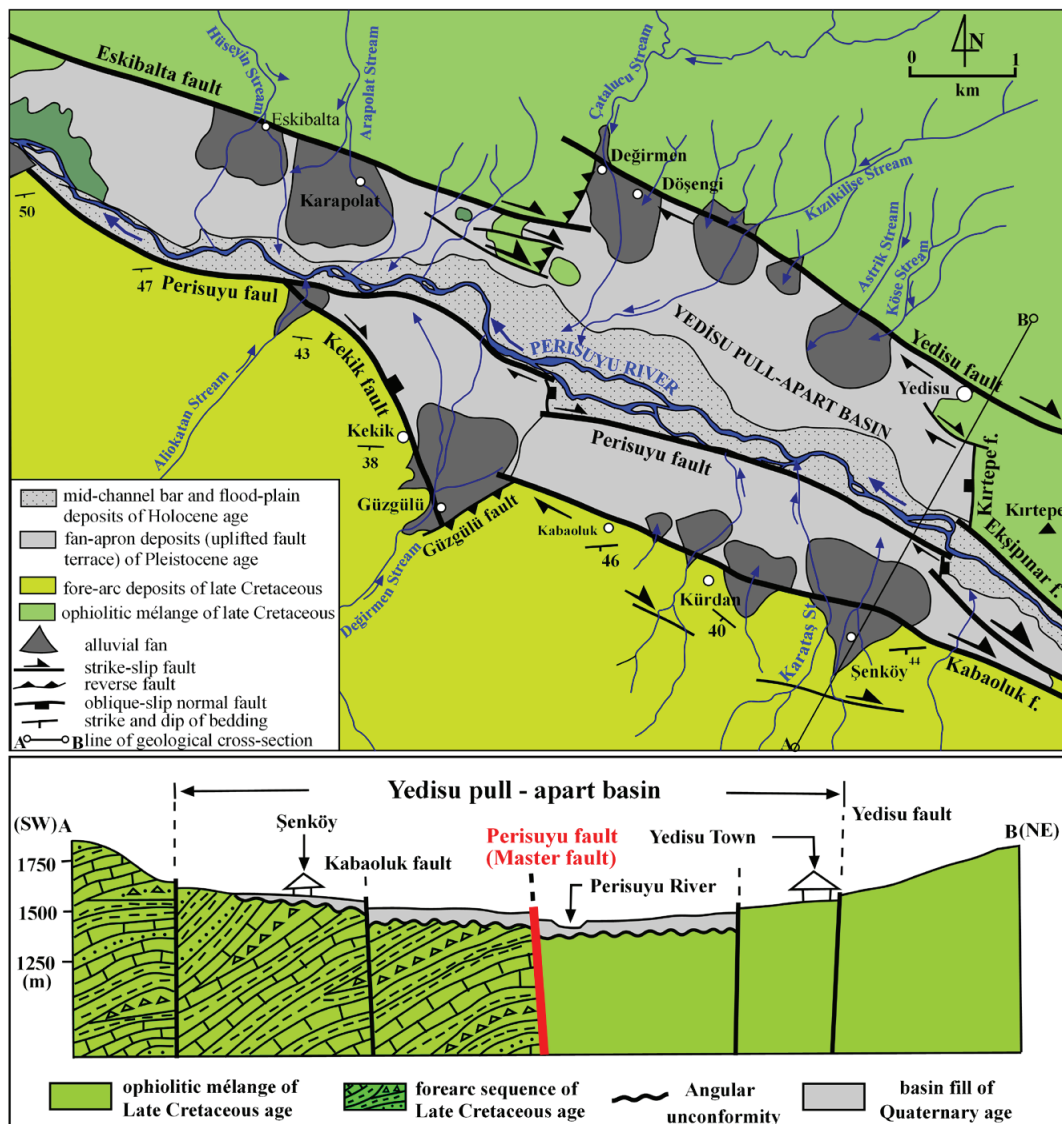 Eskibalta fault
Hüseyin Stream
Arapolat Stream
Çatalucu Stream
N
0 1
km
Eskibalta
Karapolat
Değirmen
Döşengi
Kızılkilise Stream
Astrik Stream
Köse Stream
50
47
Perisuyu faul
43
Kekik fault
Aliokatan Stream
Kekik
38
Güzgülü
Güzgülü fault
Değirmen Stream
YEDİSU PULL-APART BASIN
PERISUYU RIVER
Perisuyu fault
Yedisu
Yedisu fault
B
Kırtepe f.
Kırtepe
Ekşipınar f.
Kabaoluk
46
Kürdan
40
Karataş St.
Şenköy
44
Kabaoluk f.
A
mid-channel bar and flood-plain
deposits of Holocene age
fan-apron deposits (uplifted fault
terrace) of Pleistocene age
fore-arc deposits of late Cretaceous
ophiolitic mélange of late Cretaceous
alluvial fan
strike-slip fault
reverse fault
oblique-slip normal fault
strike and dip of bedding
A B line of geological cross-section
Yedisu pull - apart basin
(SW) A
Şenköy
Kabaoluk fault
Perisuyu fault
(Master fault)
Perisuyu River
Yedisu Town
Yedisu fault
B (NE)
1750
1500
1250
(m)
ophiolitic mélange of
Late Cretaceous age
forearc sequence of
Late Cretaceous age
Angular
unconformity
basin fill of
Quaternary age